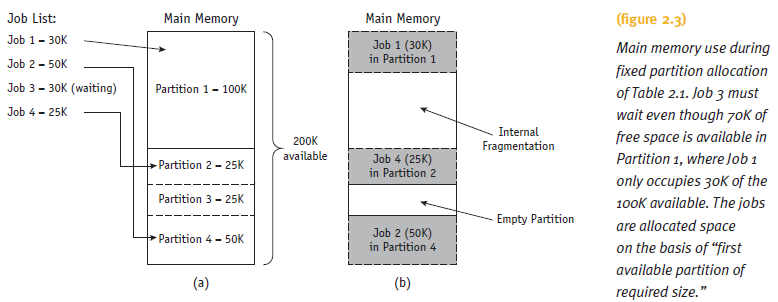 Job List:
Job 1 – 30K
Job 2 – 50K
Job 3 – 30K (waiting)
Job 4 – 25K
Main Memory
Partition 1 – 100K
Partition 2 – 25K
Partition 3 – 25K
Partition 4 – 50K
200K
available
(a)
Main Memory
Job 1 (30K)
in Partition 1
Internal
Fragmentation
Job 4 (25K)
in Partition 2
Empty Partition
Job 2 (50K)
in Partition 4
(b)
(figure 2.3)
Main memory use during
fixed partition allocation
of Table 2.1. Job 3 must
wait even though 70K of
free space is available in
Partition 1, where Job 1
only occupies 30K of the
100K available. The jobs
are allocated space
on the basis of “first
available partition of
required size.”